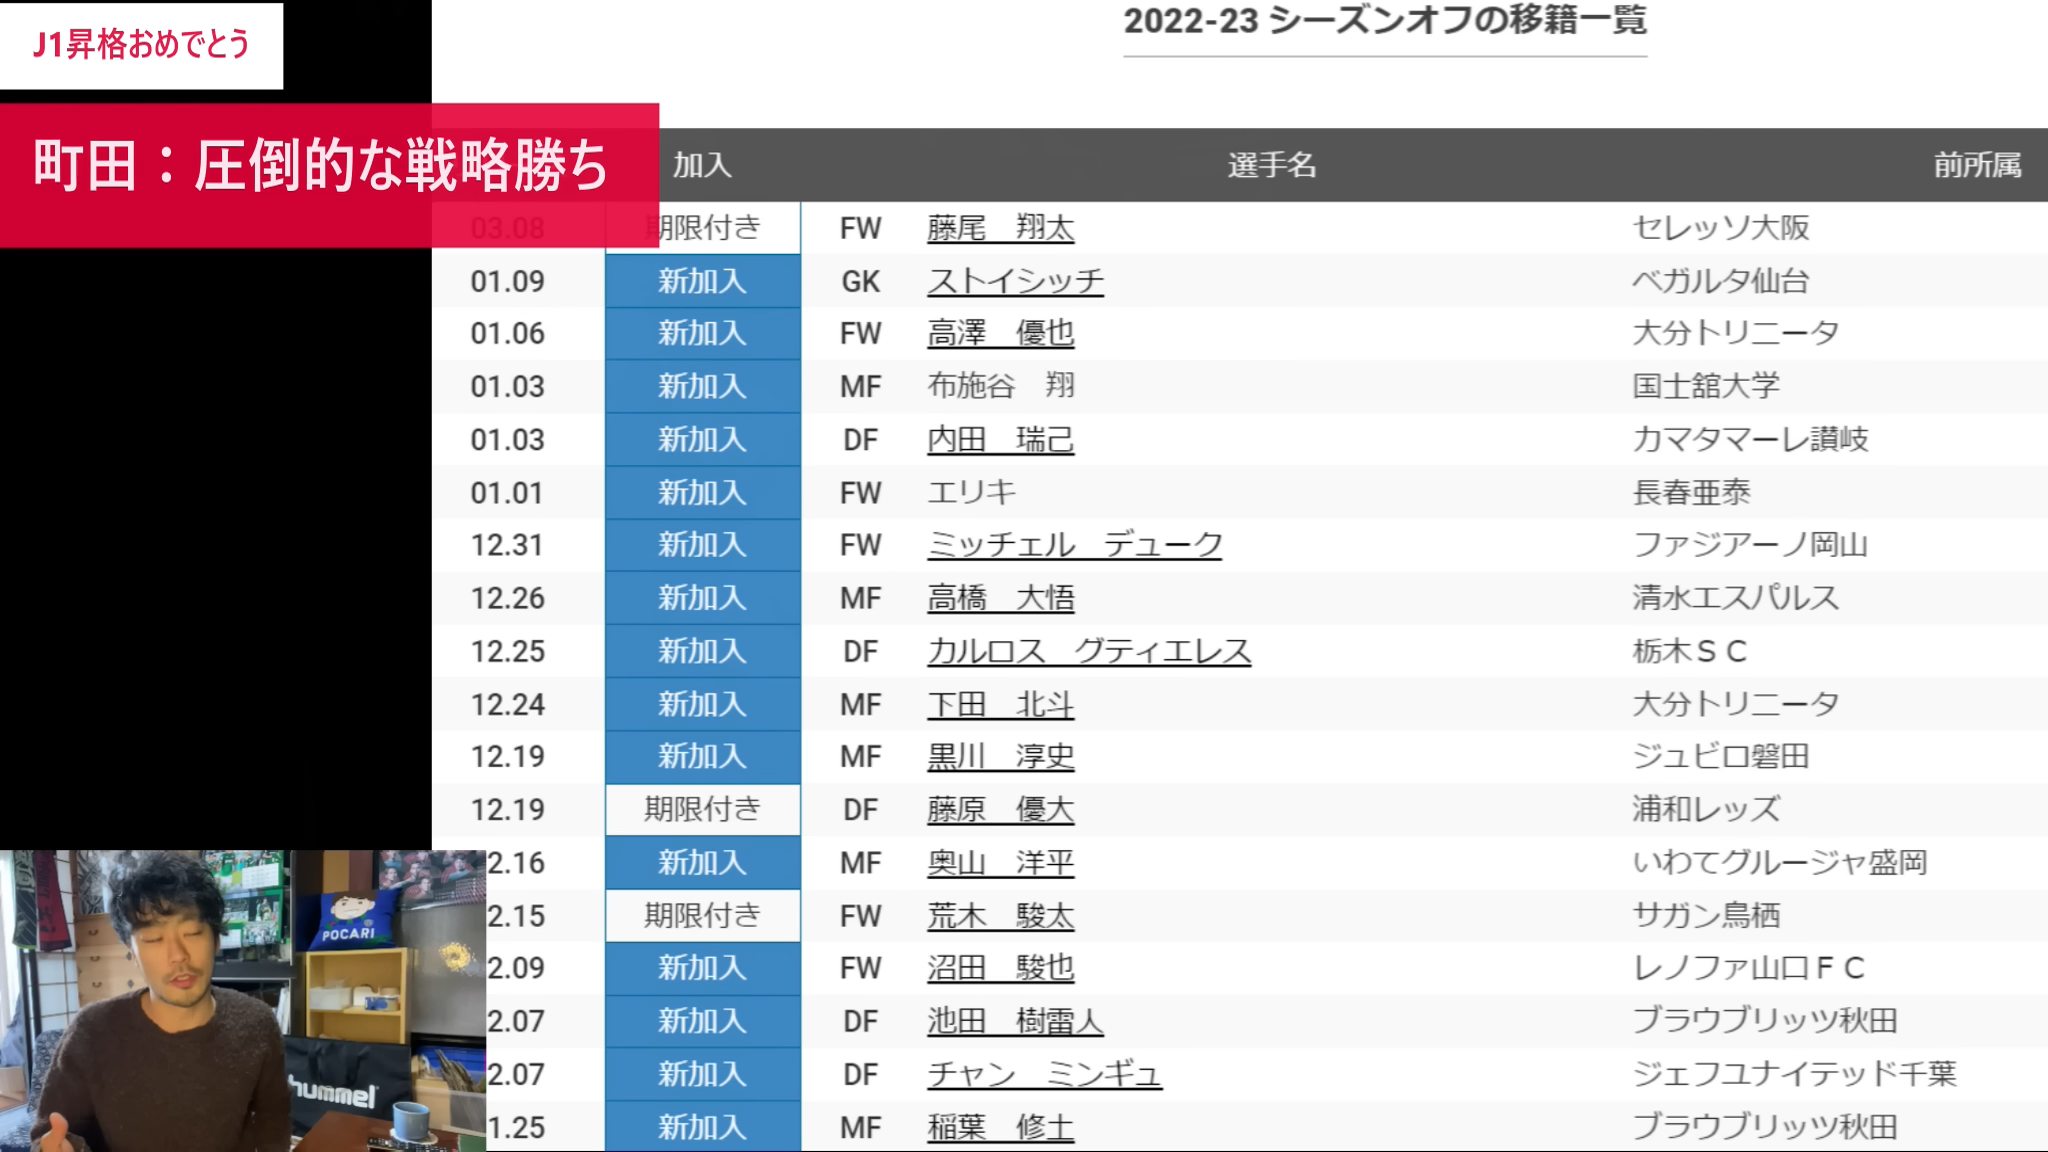 J1昇格おめでとう
町田：圧倒的な戦略勝ち
2022-23 シーズンオフの移籍一覧
加入 選手名 前所属
03.08 期限付き FW 藤尾　翔太 セレッソ大阪
01.09 新加入 GK ストイシッチ ベガルタ仙台
01.06 新加入 FW 高澤　優也 大分トリニータ
01.03 新加入 MF 布施谷　翔 国士舘大学
01.03 新加入 DF 内田　瑞己 カマタマーレ讃岐
01.01 新加入 FW エリキ 長春亜泰
12.31 新加入 FW ミッチェル　デューク ファジアーノ岡山
12.26 新加入 MF 高橋　大悟 清水エスパルス
12.25 新加入 DF カルロス　グティエレス 栃木ＳＣ
12.24 新加入 MF 下田　北斗 大分トリニータ
12.19 新加入 MF 黒川　淳史 ジュビロ磐田
12.19 期限付き DF 藤原　優大 浦和レッズ
2.16 新加入 MF 奥山　洋平 いわてグルージャ盛岡
2.15 期限付き FW 荒木　駿太 サガン鳥栖
2.09 新加入 FW 沼田　駿也 レノファ山口ＦＣ
2.07 新加入 DF 池田　樹雷人 ブラウブリッツ秋田
2.07 新加入 DF チャン　ミンギュ ジェフユナイテッド千葉
1.25 新加入 MF 稲葉　修土 ブラウブリッツ秋田
POCARI
hummel